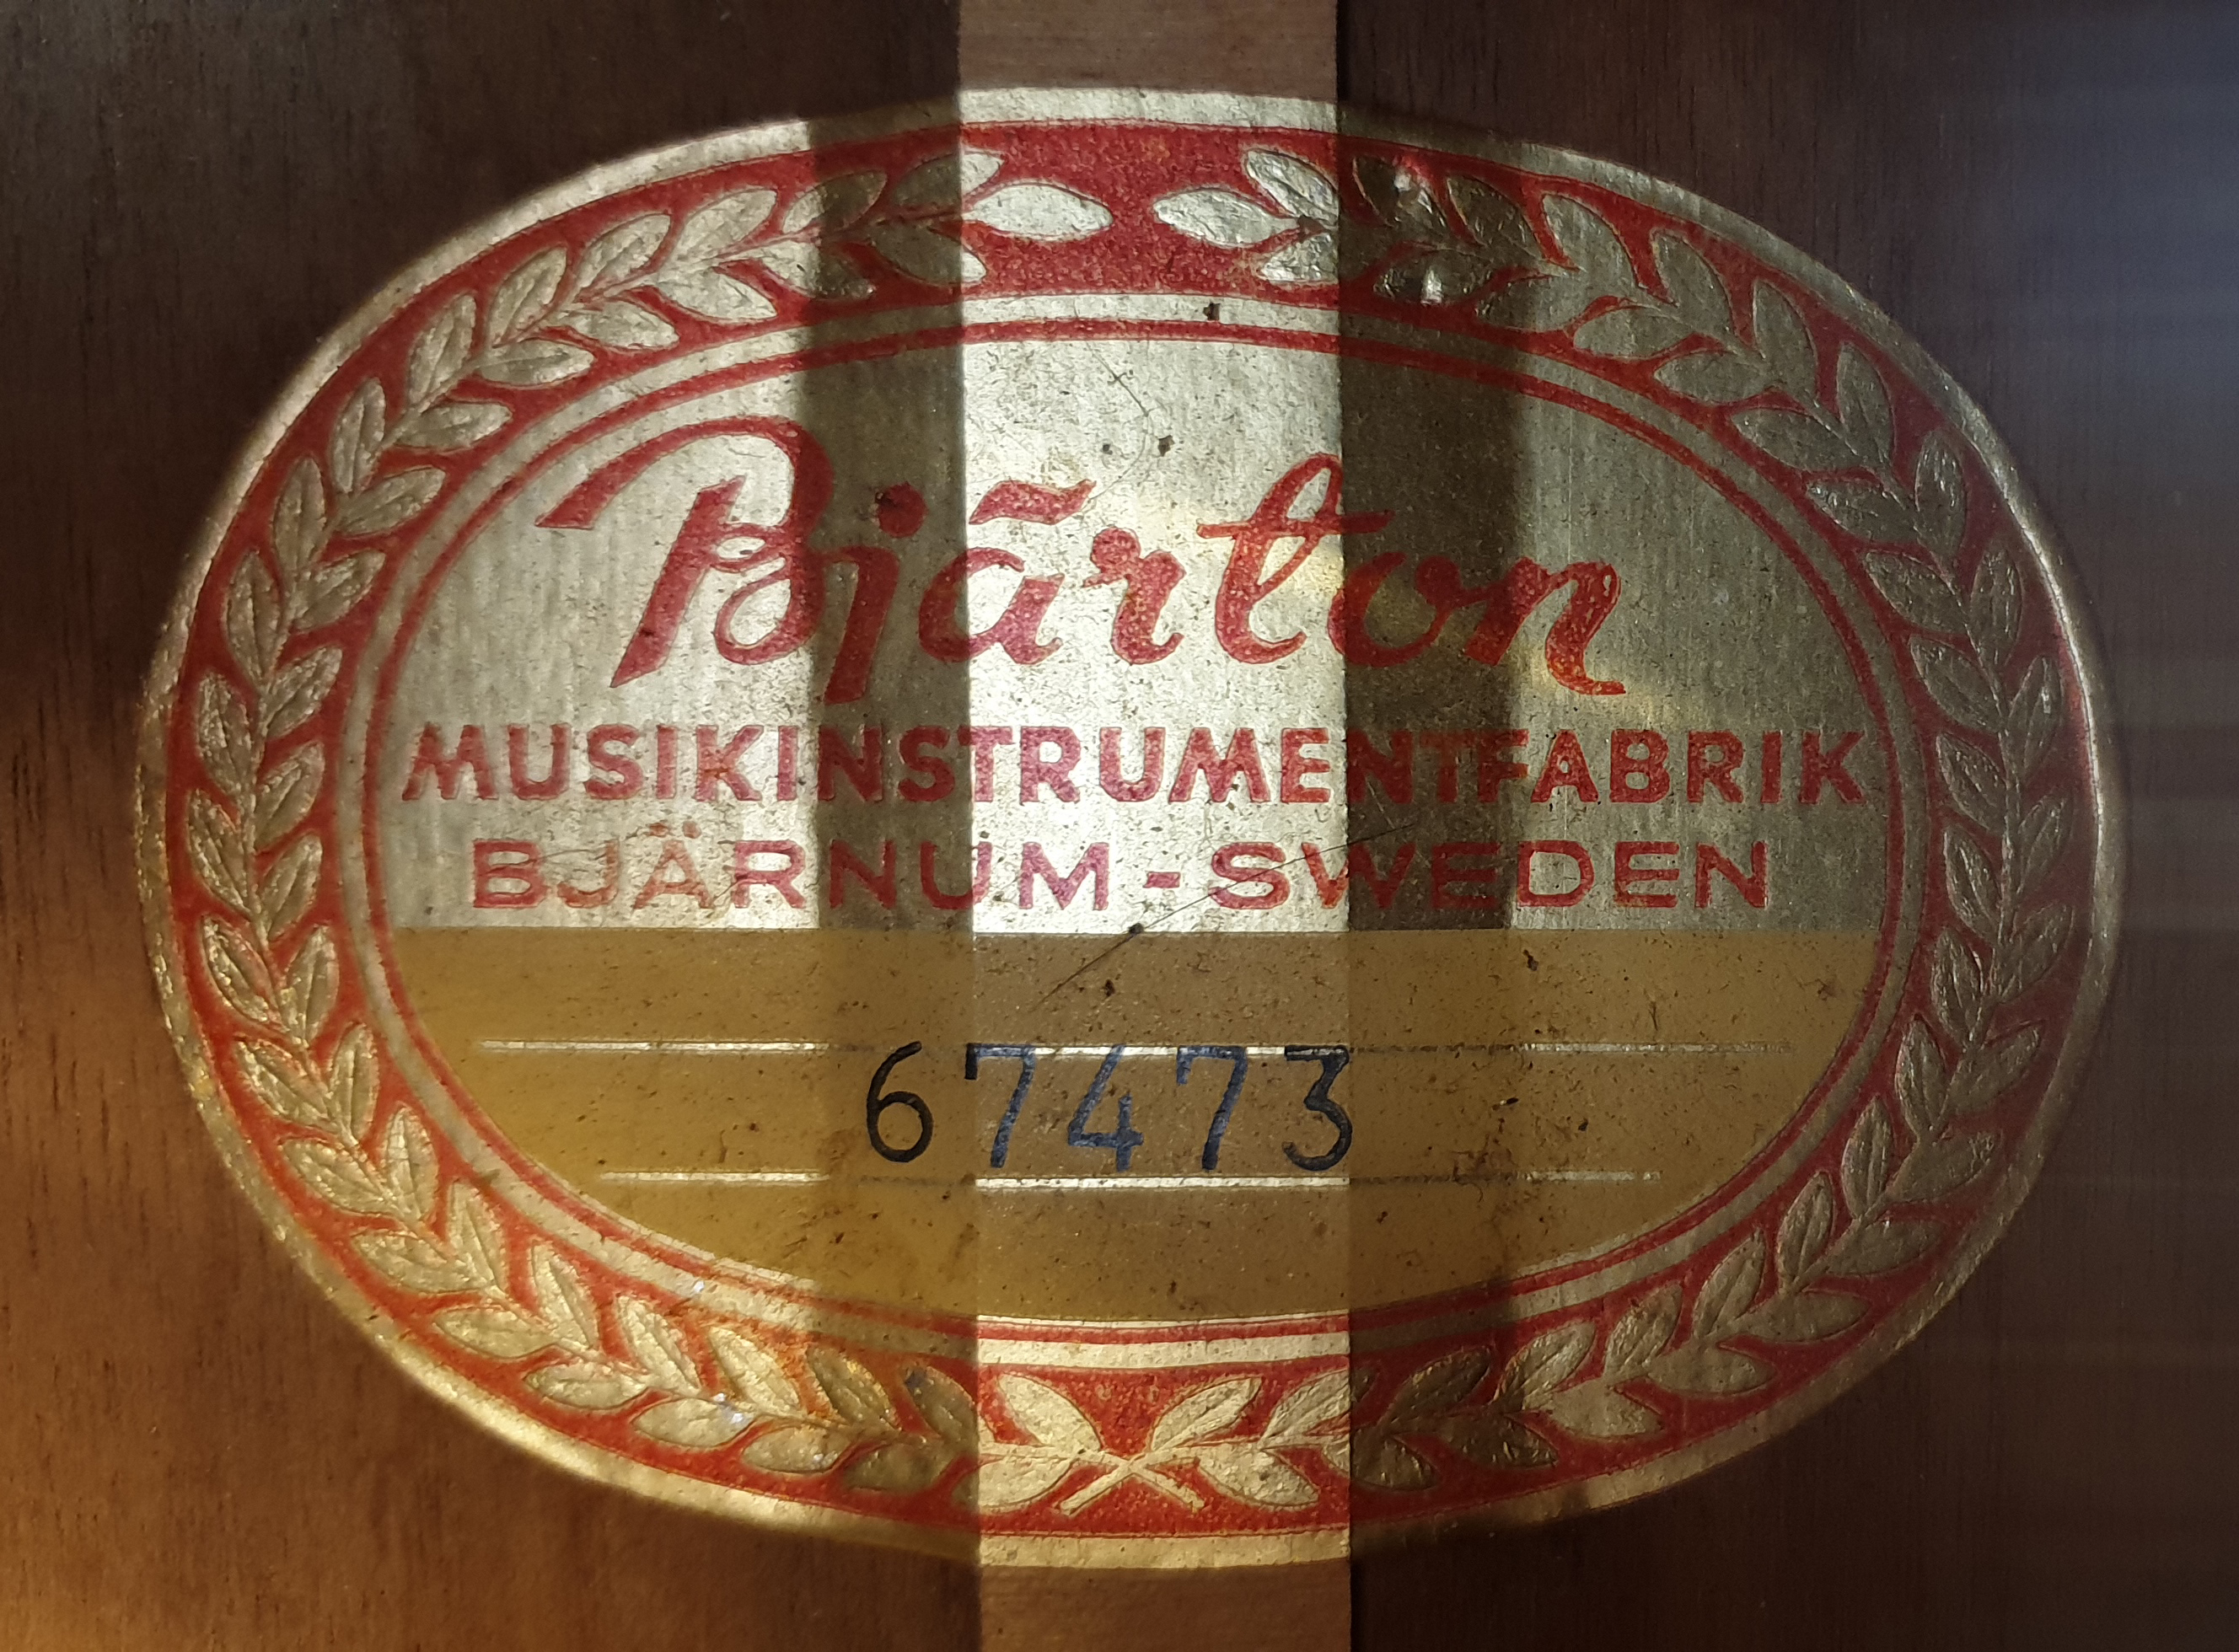 Bjärton
MUSIKINSTRUMENTFABRIK
BJÄRNUM - SWEDEN
67473